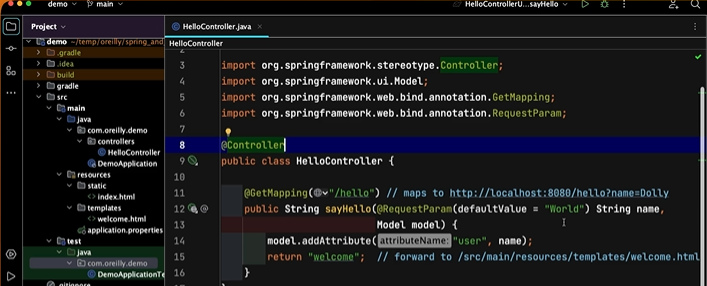 demo
main
HelloControllerU...sayHello
Project
HelloController.java
demo ~/temp/oreilly/spring_and
HelloController
.gradle
.idea
build
gradle
src
main
java
com.oreilly.demo
controllers
HelloController
DemoApplication
resources
static
index.html
templates
welcome.html
application.properties
test
java
com.oreilly.demo
DemoApplicationTe
.gitignore
2
3 import org.springframework.stereotype.Controller;
4 import org.springframework.ui.Model;
5 import org.springframework.web.bind.annotation.GetMapping;
6 import org.springframework.web.bind.annotation.RequestParam;
7
8 @Controller
9 public class HelloController {
10
11 @GetMapping("/hello") // maps to http://localhost:8080/hello?name=Dolly
12 public String sayHello(@RequestParam(defaultValue = "World") String name,
13 Model model) {
14 model.addAttribute( attributeName: "user", name);
15 return "welcome"; // forward to /src/main/resources/templates/welcome.html
16 }